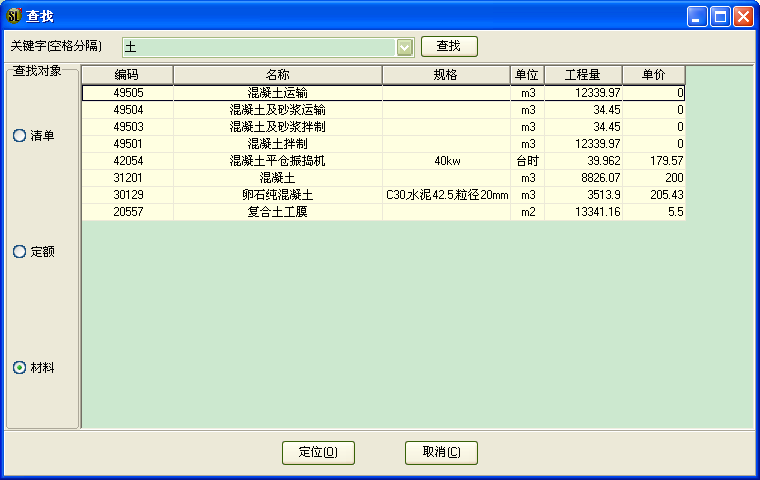 查找
关键字(空格分隔) 土 查找
查找对象
清单
定额
材料
编码 名称 规格 单位 工程量 单价
49505 混凝土运输 m3 12339.97 0
49504 混凝土及砂浆运输 m3 34.45 0
49503 混凝土及砂浆拌制 m3 34.45 0
49501 混凝土拌制 m3 12339.97 0
42054 混凝土平仓振捣机 40kw 台时 39.962 179.57
31201 混凝土 m3 8826.07 200
30129 卵石纯混凝土 C30,水泥42.5,粒径20mm m3 3513.9 205.43
20557 复合土工膜 m2 13341.16 5.5
定位(O) 取消(C)